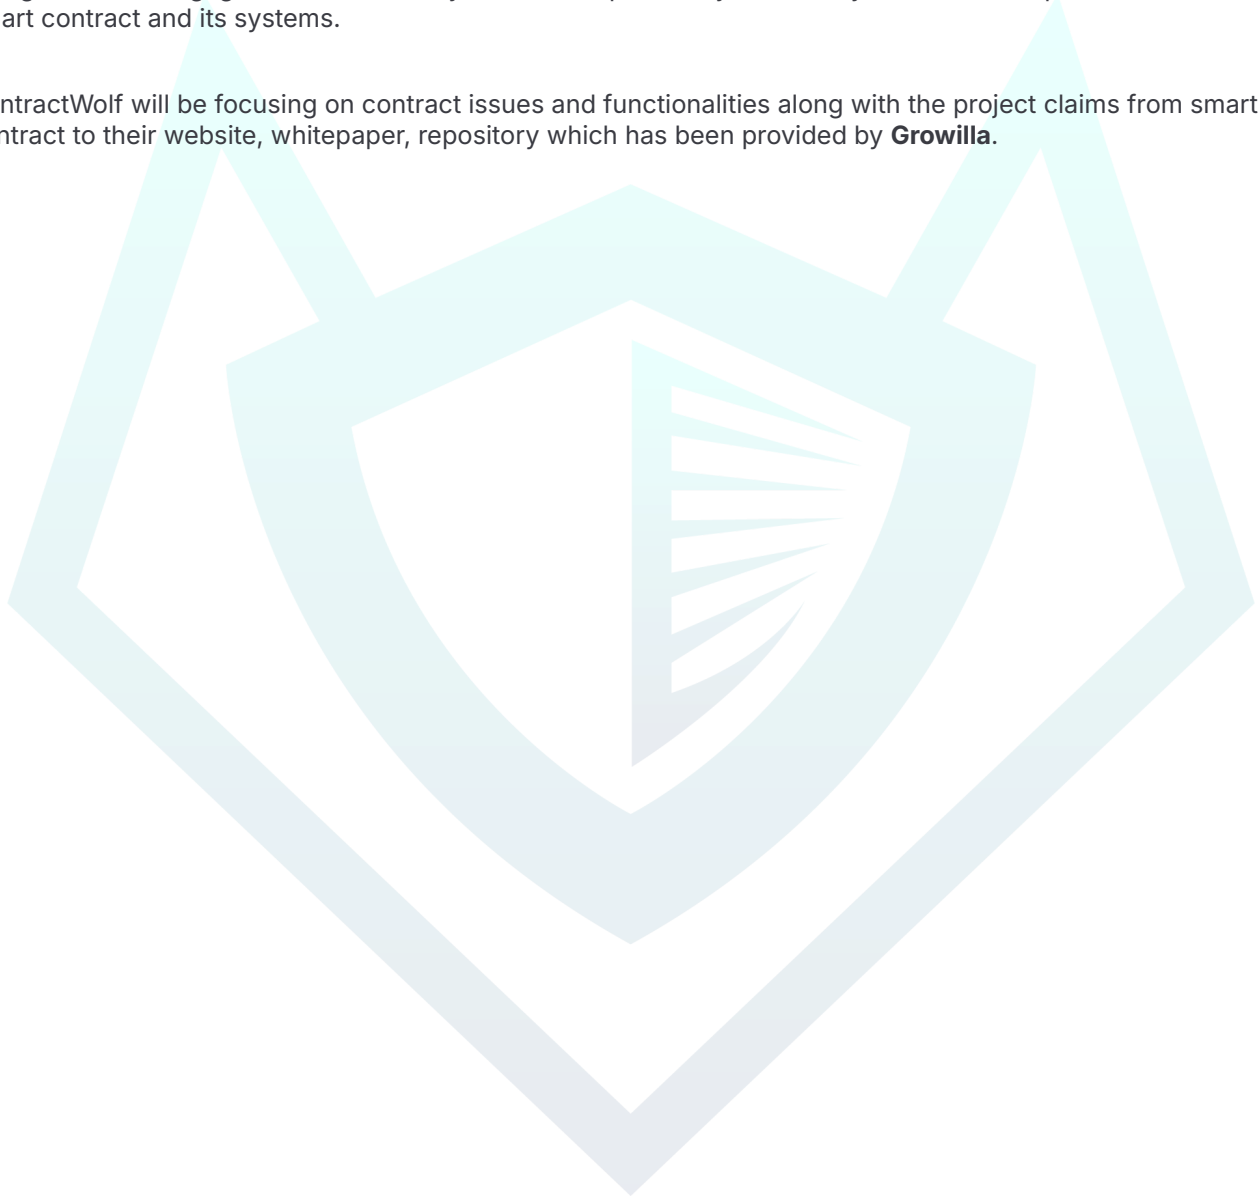 art contract and its systems.
ntractWolf will be focusing on contract issues and functionalities along with the project claims from smart
ntract to their website, whitepaper, repository which has been provided by Growilla.